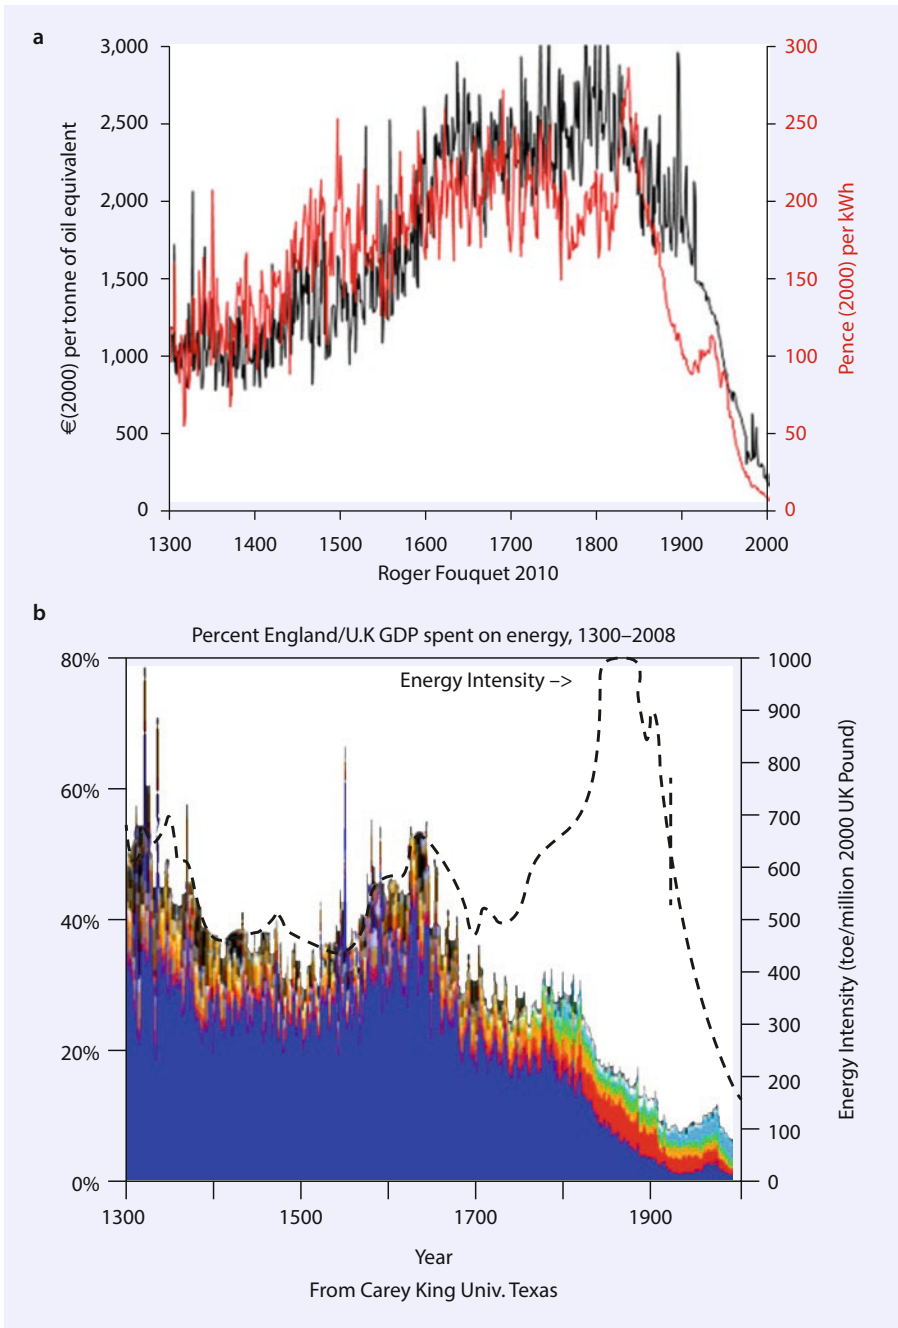 a
3,000
2,500
2,000
1,500
1,000
500
0
€(2000) per tonne of oil equivalent
300
250
200
150
100
50
0
Pence (2000) per kWh
1300 1400 1500 1600 1700 1800 1900 2000
Roger Fouquet 2010
b
Percent England/U.K GDP spent on energy, 1300–2008
80%
60%
40%
20%
0%
Energy Intensity –>
1000
900
800
700
600
500
400
300
200
100
0
Energy Intensity (toe/million 2000 UK Pound)
1300 1500 1700 1900
Year
From Carey King Univ. Texas